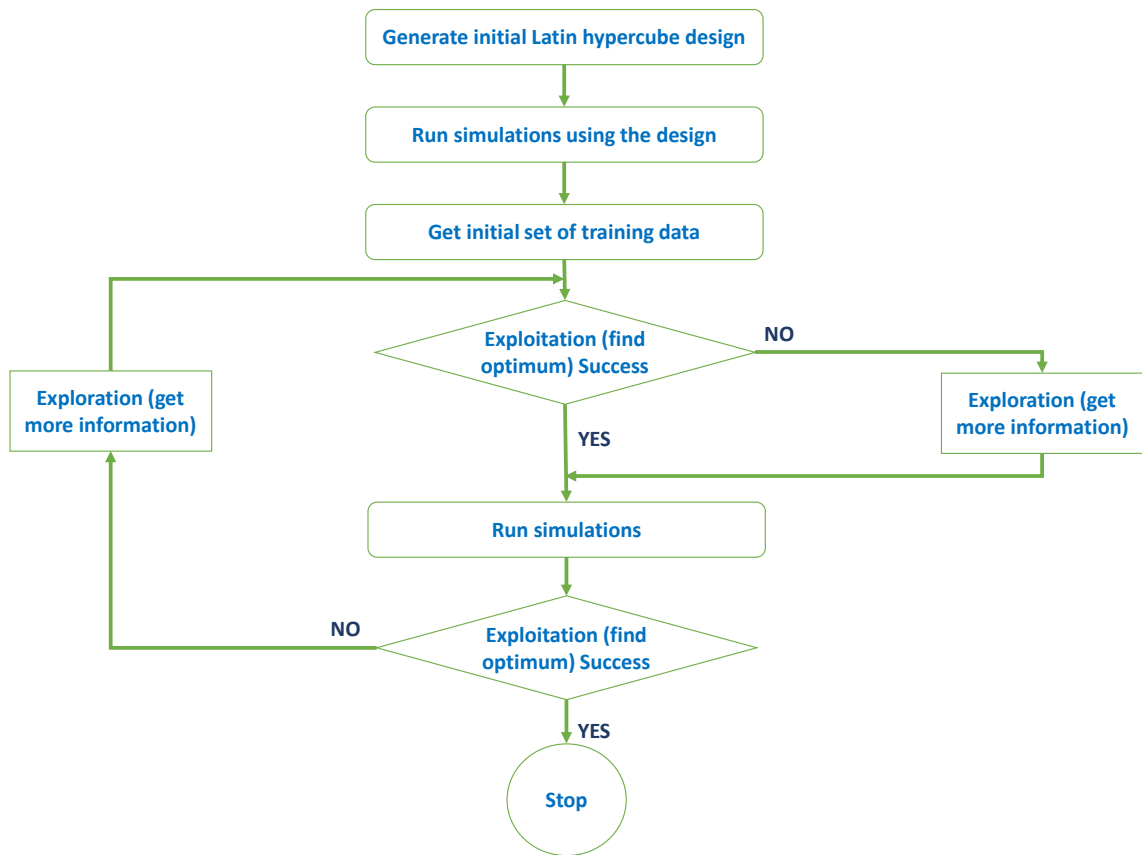 Generate initial Latin hypercube design
Run simulations using the design
Get initial set of training data
Exploitation (find
optimum) Success
NO
Exploration (get
more information)
Exploration (get
more information)
YES
Run simulations
NO
Exploitation (find
optimum) Success
YES
Stop